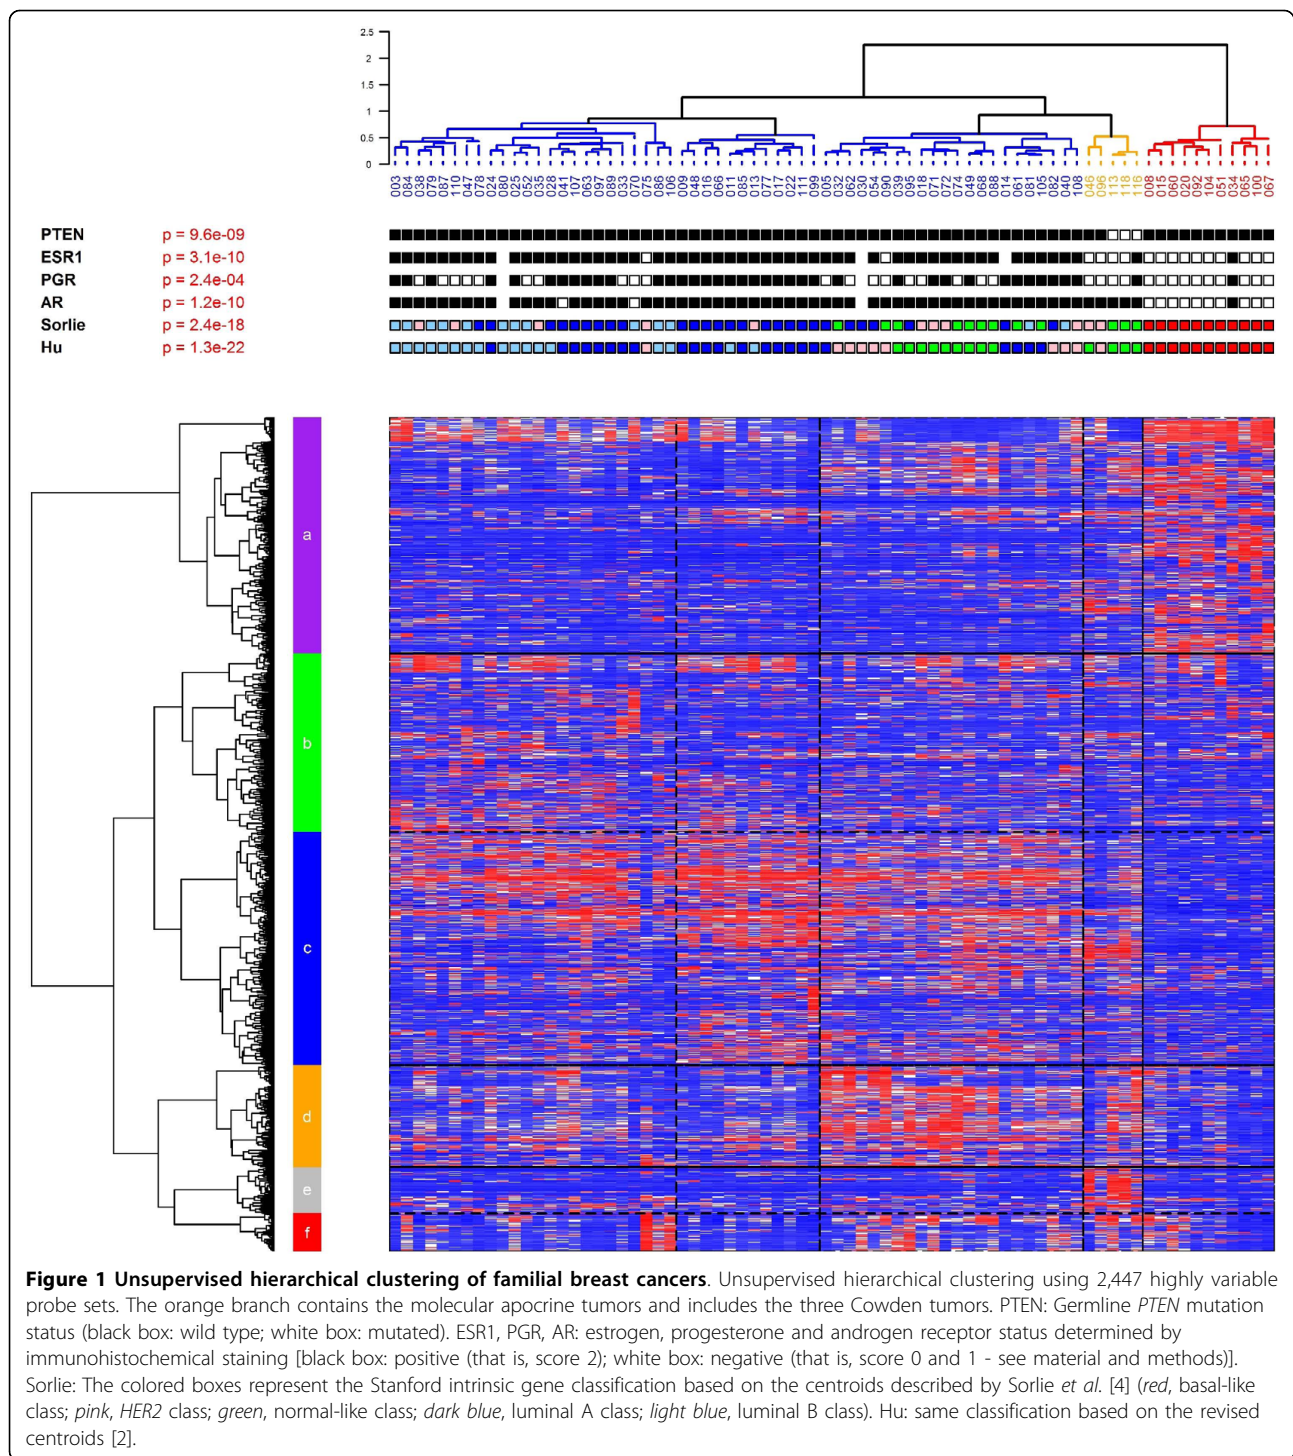 2.5
2
1.5
1
0.5
0
003 084 038 079 087 110 047 078 024 080 025 052 035 028 041 107 063 097 089 033 070 075 086 106 009 048 016 066 011 085 013 077 017 022 111 099 005 032 062 030 054 090 039 095 018 071 072 074 049 068 088 014 061 081 105 082 040 108 046 096 113 118 116 008 015 060 020 092 104 051 034 065 100 067
PTEN p = 9.6e-09
ESR1 p = 3.1e-10
PGR p = 2.4e-04
AR p = 1.2e-10
Sorlie p = 2.4e-18
Hu p = 1.3e-22
a
b
c
d
e
f
Figure 1 Unsupervised hierarchical clustering of familial breast cancers. Unsupervised hierarchical clustering using 2,447 highly variable
probe sets. The orange branch contains the molecular apocrine tumors and includes the three Cowden tumors. PTEN: Germline PTEN mutation
status (black box: wild type; white box: mutated). ESR1, PGR, AR: estrogen, progesterone and androgen receptor status determined by
immunohistochemical staining [black box: positive (that is, score 2); white box: negative (that is, score 0 and 1 - see material and methods)].
Sorlie: The colored boxes represent the Stanford intrinsic gene classification based on the centroids described by Sorlie et al. [4] (red, basal-like
class; pink, HER2 class; green, normal-like class; dark blue, luminal A class; light blue, luminal B class). Hu: same classification based on the revised
centroids [2].